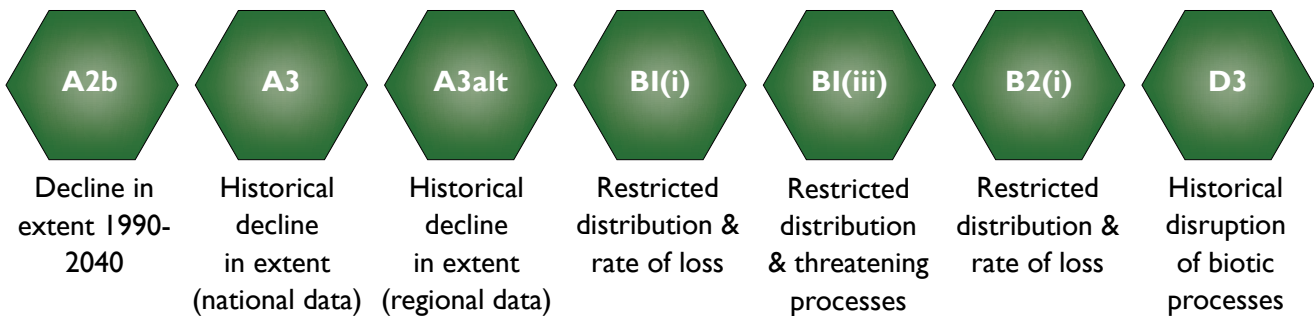 A2b
A3
A3alt
B1(i)
B1(iii)
B2(i)
D3
Decline in
extent 1990-
2040
Historical
decline
in extent
(national data)
Historical
decline
in extent
(regional data)
Restricted
distribution &
rate of loss
Restricted
distribution
& threatening
processes
Restricted
distribution &
rate of loss
Historical
disruption
of biotic
processes